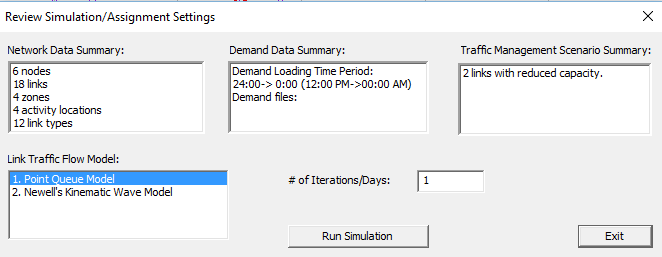 Review Simulation/Assignment Settings
Network Data Summary:
6 nodes
18 links
4 zones
4 activity locations
12 link types
Demand Data Summary:
Demand Loading Time Period:
24:00-> 0:00 (12:00 PM->00:00 AM)
Demand files:
Traffic Management Scenario Summary:
2 links with reduced capacity.
Link Traffic Flow Model:
1. Point Queue Model
2. Newell's Kinematic Wave Model
# of Iterations/Days:
1
Run Simulation
Exit